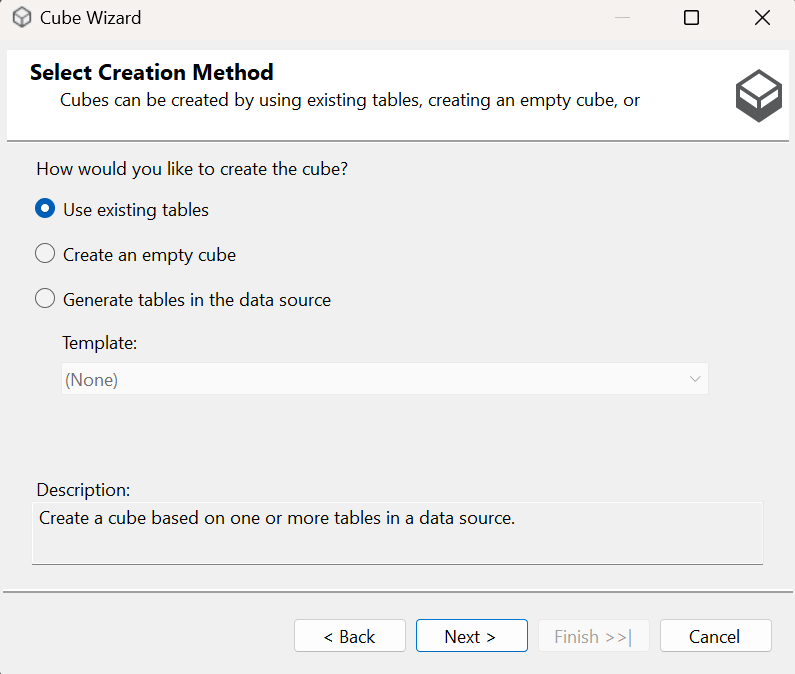 Cube Wizard
Select Creation Method
Cubes can be created by using existing tables, creating an empty cube, or
How would you like to create the cube?
Use existing tables
Create an empty cube
Generate tables in the data source
Template:
(None)
Description:
Create a cube based on one or more tables in a data source.
< Back
Next >
Finish >>|
Cancel